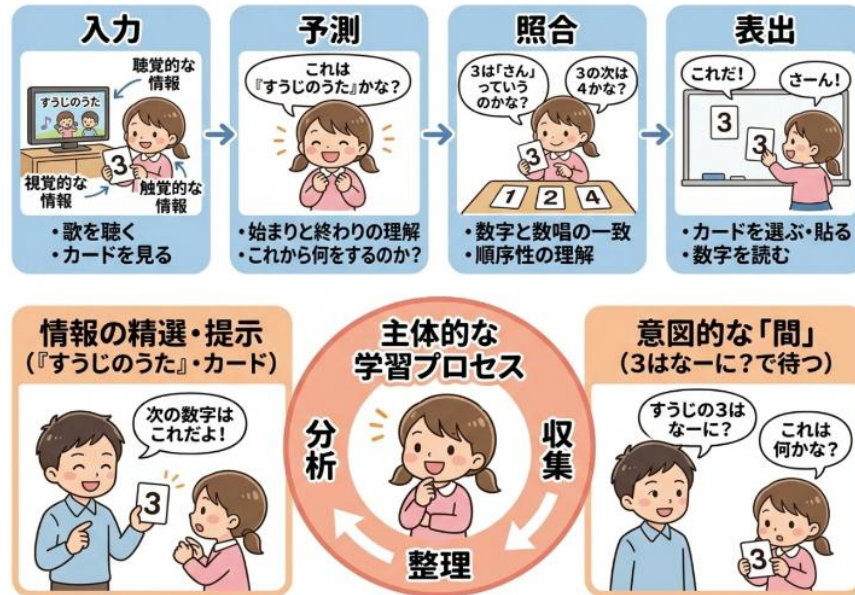 入力
聴覚的な
情報
すうじのうた
3
視覚的な
情報
触覚的な
情報
・歌を聴く
・カードを見る
予測
これは
『すうじのうた』かな？
・始まりと終わりの理解
・これから何をするのか？
照合
3は「さん」
っていう
のかな？
3の次は
4かな？
3
1
2
4
・数字と数唱の一致
・順序性の理解
表出
これだ！
さーん！
3
3
・カードを選ぶ・貼る
・数字を読む
情報の精選・提示
（『すうじのうた』・カード）
次の数字は
これだよ！
3
主体的な
学習プロセス
分析
収集
整理
意図的な「間」
（3はなーに？で待つ）
すうじの3は
なーに？
これは
何かな？
3